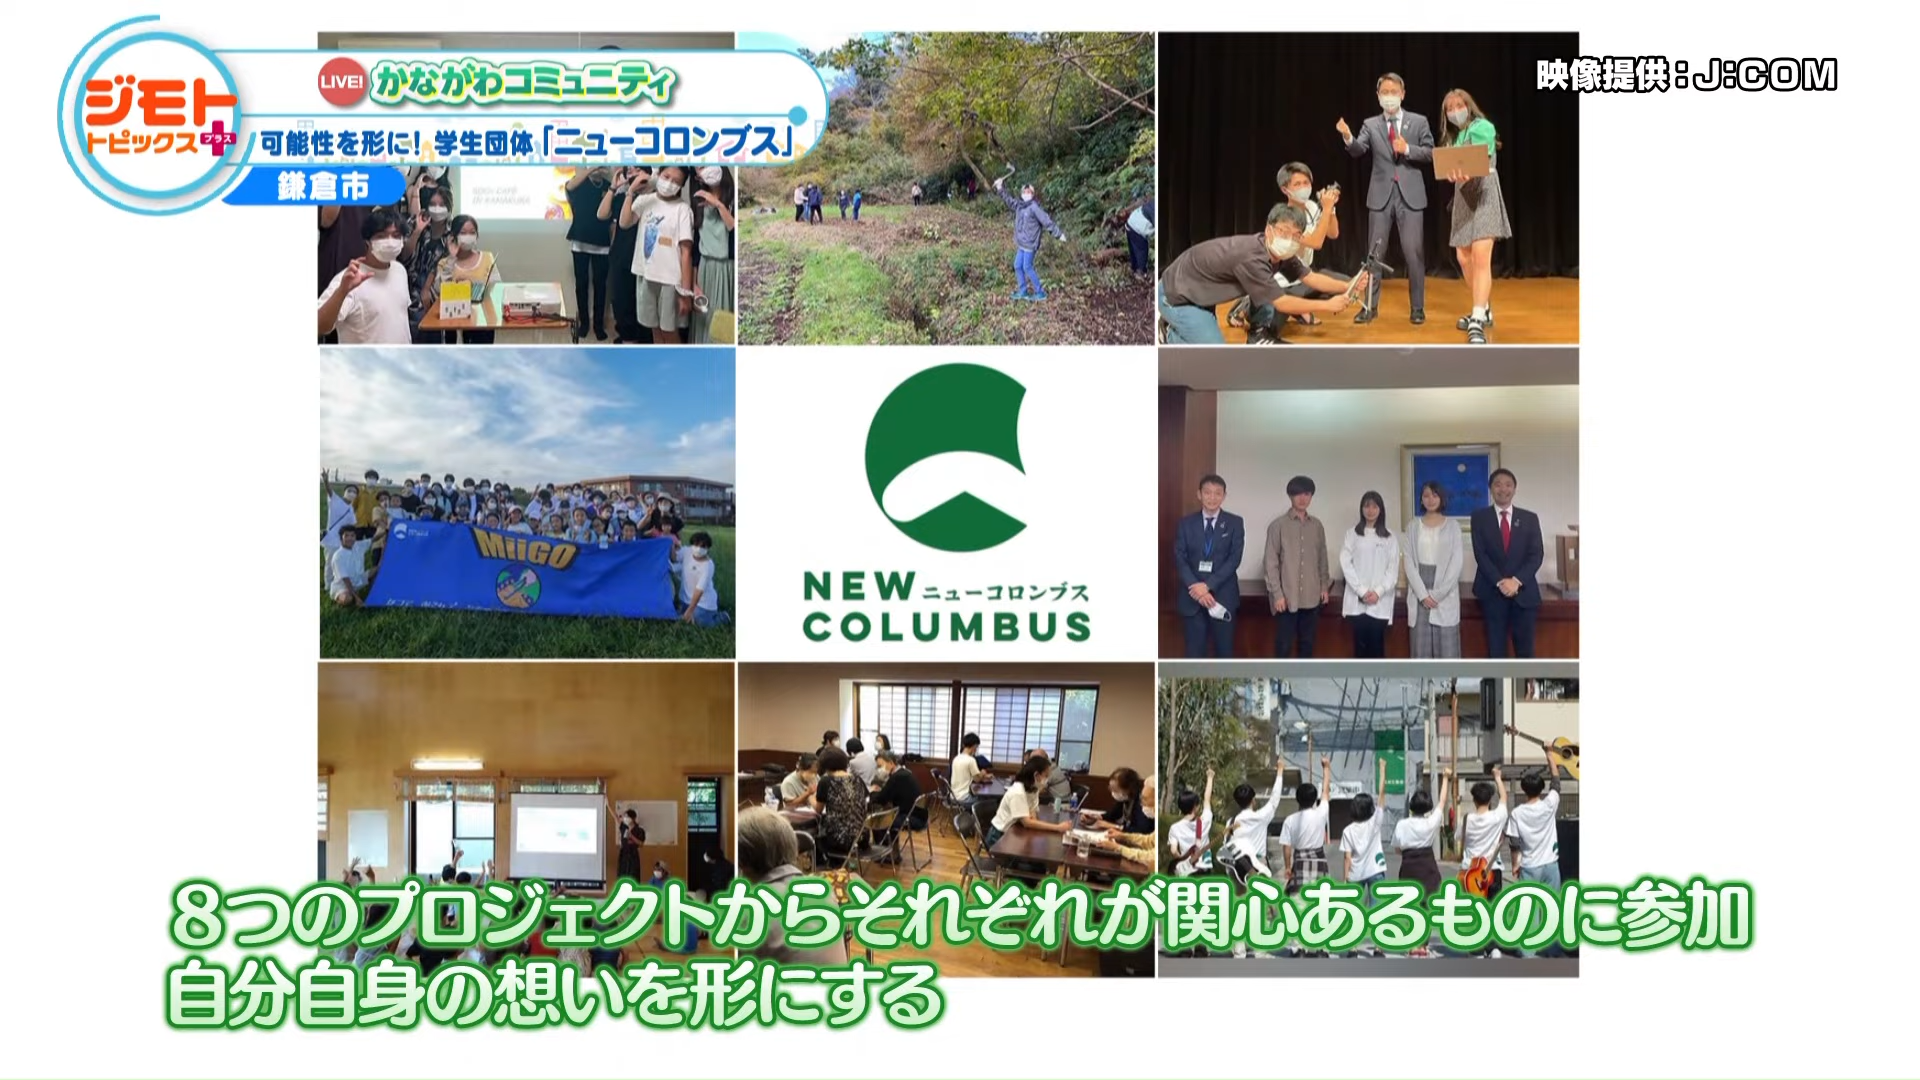 ジモト
トピックス
プラス
LIVE! かながわコミュニティ
可能性を形に! 学生団体「ニューコロンブス」
鎌倉市
映像提供：J:COM
MiiGO
NEW ニューコロンブス
COLUMBUS
8つのプロジェクトからそれぞれが関心あるものに参加
自分自身の想いを形にする